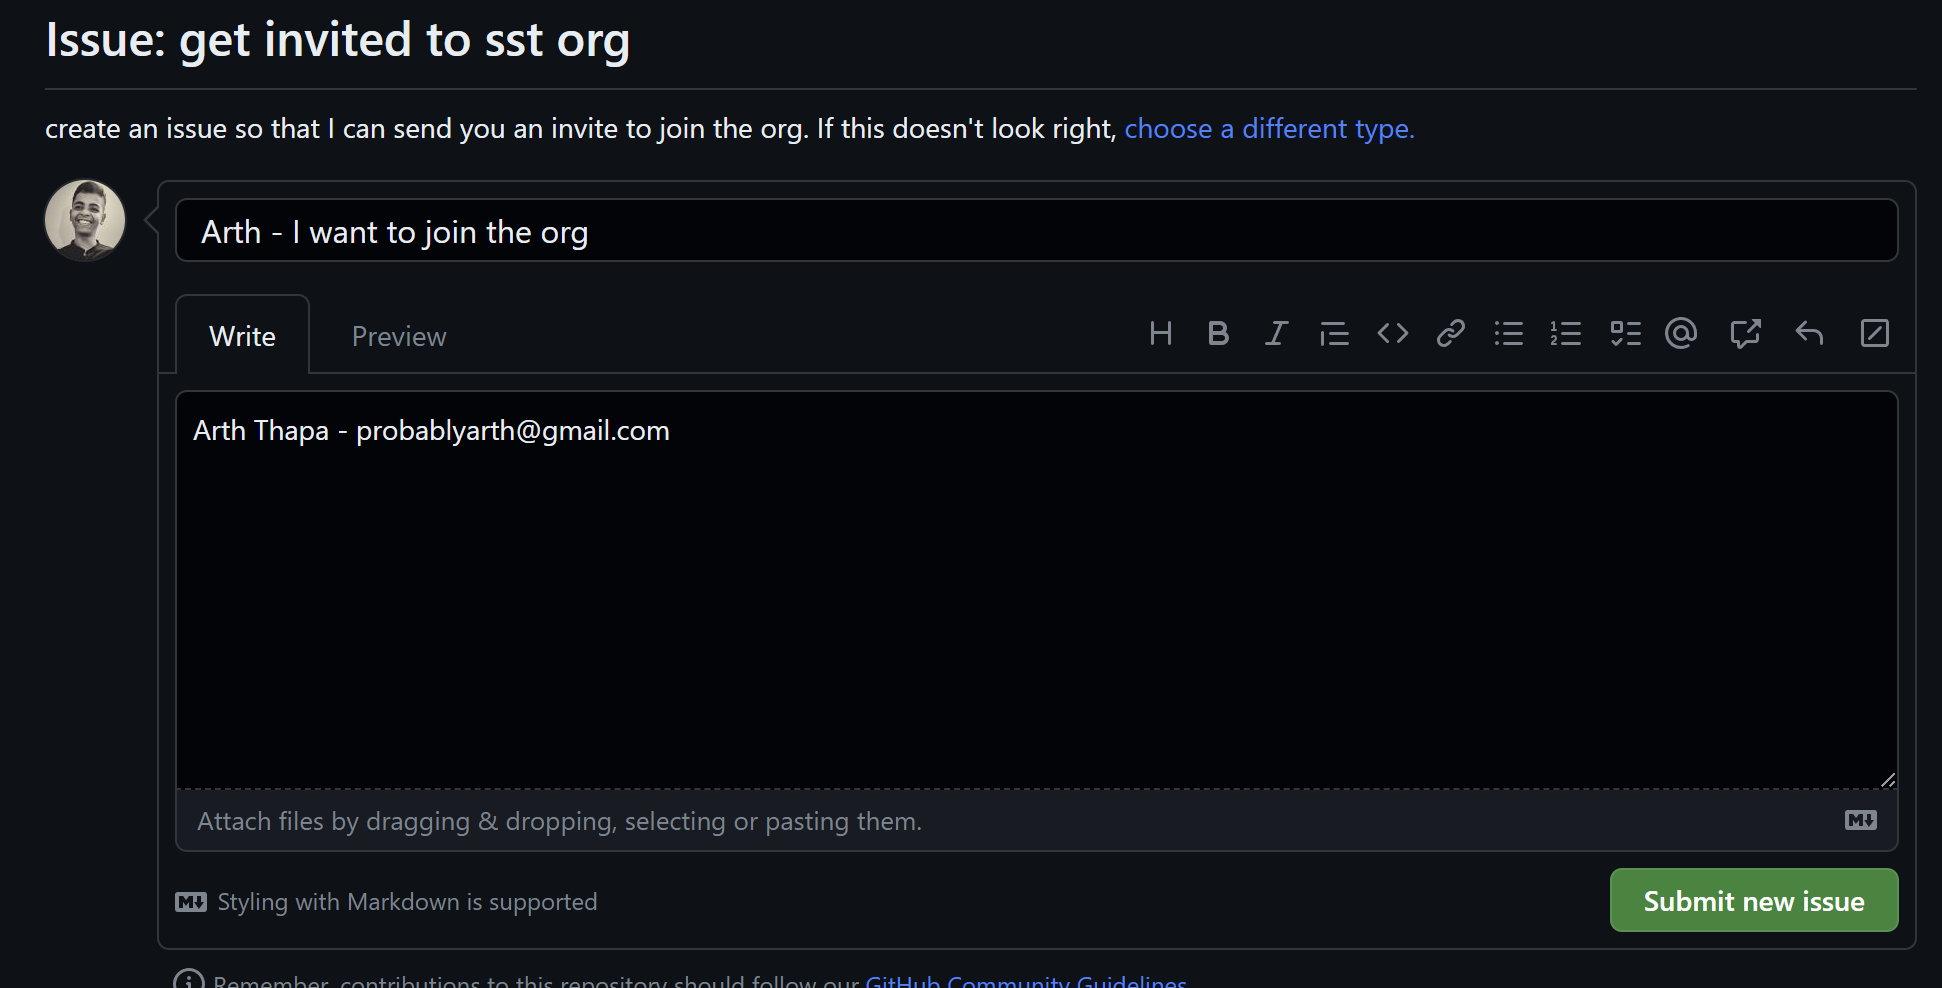 Issue: get invited to sst org
create an issue so that I can send you an invite to join the org. If this doesn't look right, choose a different type.
Arth - I want to join the org
Write Preview
Arth Thapa - probablyarth@gmail.com
Attach files by dragging & dropping, selecting or pasting them.
Styling with Markdown is supported
Submit new issue
Remember, contributions to this repository should follow our GitHub Community Guidelines.